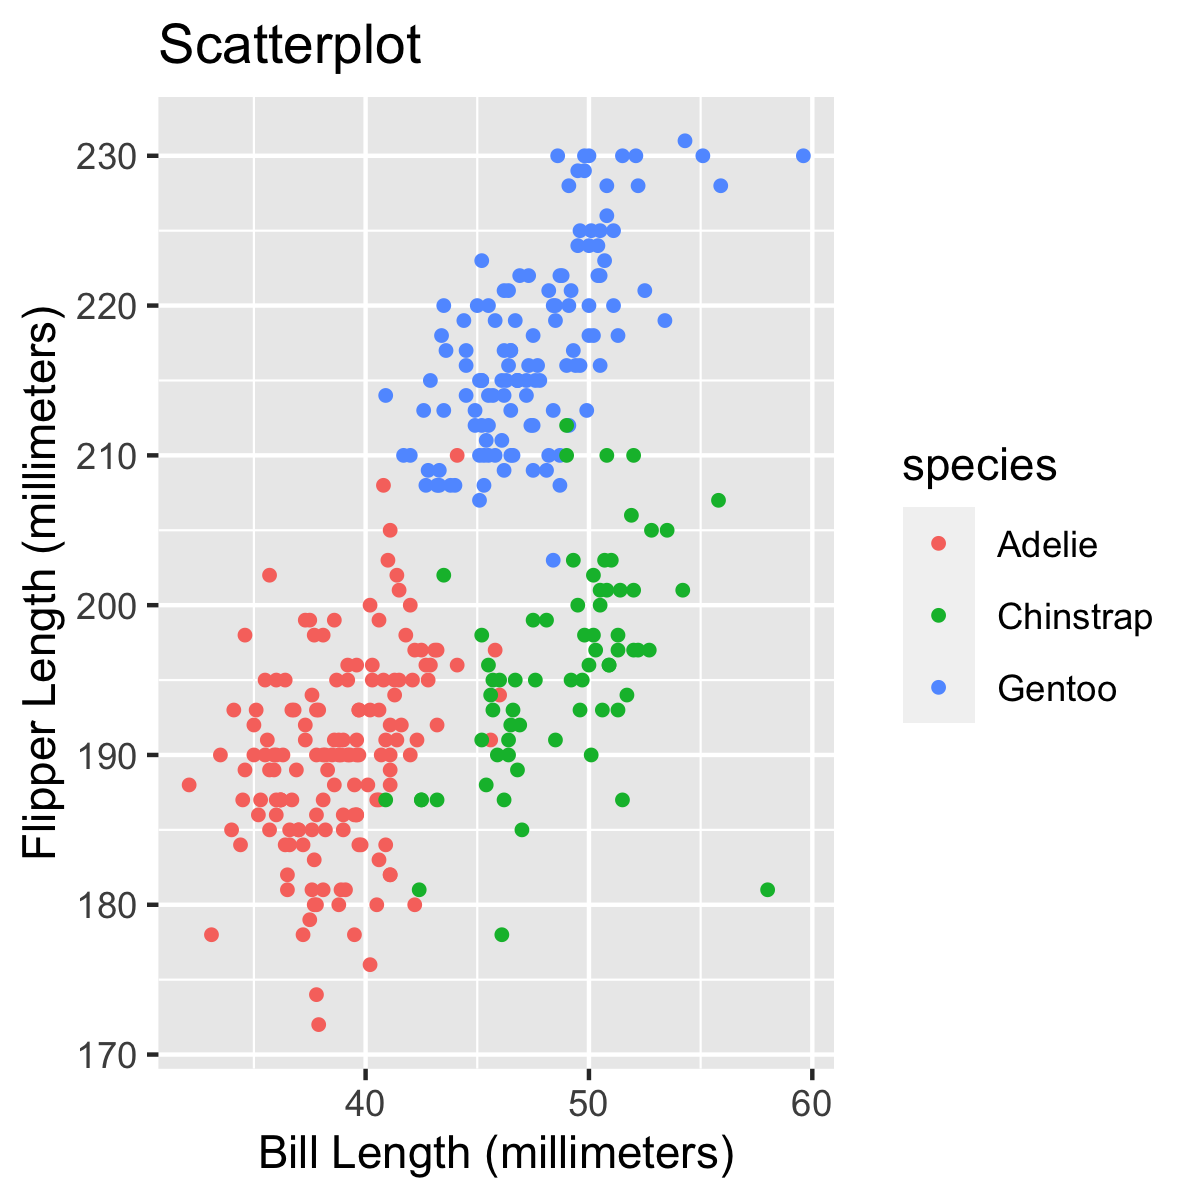 Scatterplot
230
220
210
200
190
180
170
Flipper Length (millimeters)
40 50 60
Bill Length (millimeters)
species
Adelie
Chinstrap
Gentoo